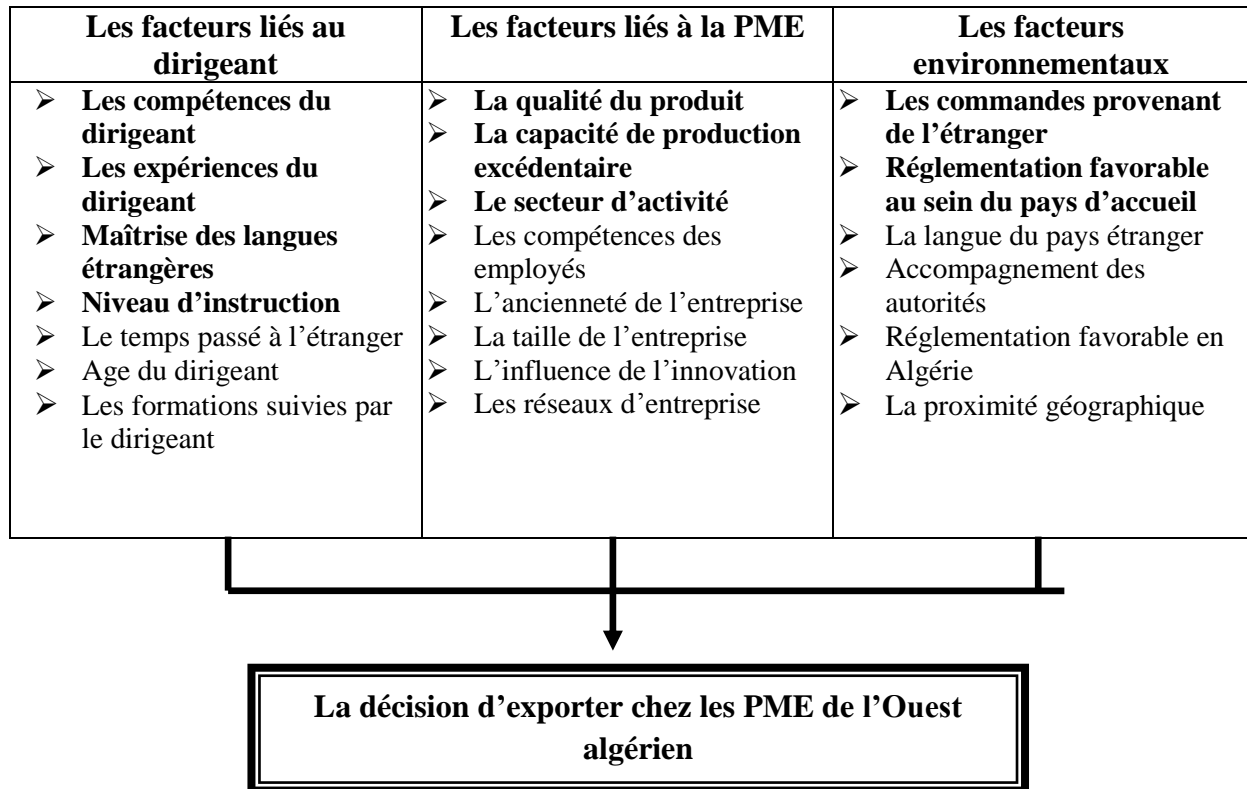 Les facteurs liés au
dirigeant
➢ Les compétences du
dirigeant
➢ Les expériences du
dirigeant
➢ Maîtrise des langues
étrangères
➢ Niveau d’instruction
➢ Le temps passé à l’étranger
➢ Age du dirigeant
➢ Les formations suivies par
le dirigeant
Les facteurs liés à la PME
➢ La qualité du produit
➢ La capacité de production
excédentaire
➢ Le secteur d’activité
➢ Les compétences des
employés
➢ L’ancienneté de l’entreprise
➢ La taille de l’entreprise
➢ L’influence de l’innovation
➢ Les réseaux d’entreprise
Les facteurs
environnementaux
➢ Les commandes provenant
de l’étranger
➢ Réglementation favorable
au sein du pays d’accueil
➢ La langue du pays étranger
➢ Accompagnement des
autorités
➢ Réglementation favorable en
Algérie
➢ La proximité géographique
La décision d’exporter chez les PME de l’Ouest
algérien